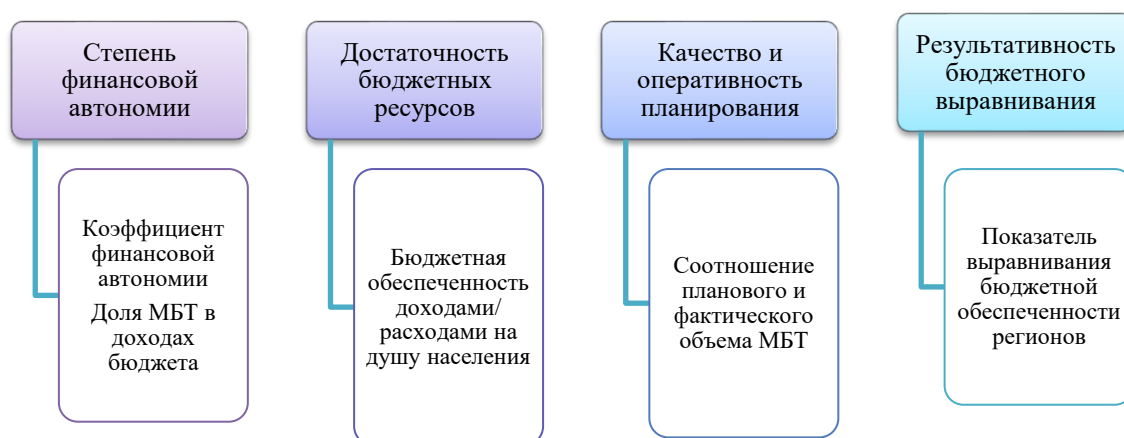 Степень
финансовой
автономии
Коэффициент
финансовой
автономии
Доля МБТ в
доходах
бюджета
Достаточность
бюджетных
ресурсов
Бюджетная
обеспеченность
доходами/
расходами на
душу населения
Качество и
оперативность
планирования
Соотношение
планового и
фактического
объема МБТ
Результативность
бюджетного
выравнивания
Показатель
выравнивания
бюджетной
обеспеченности
регионов